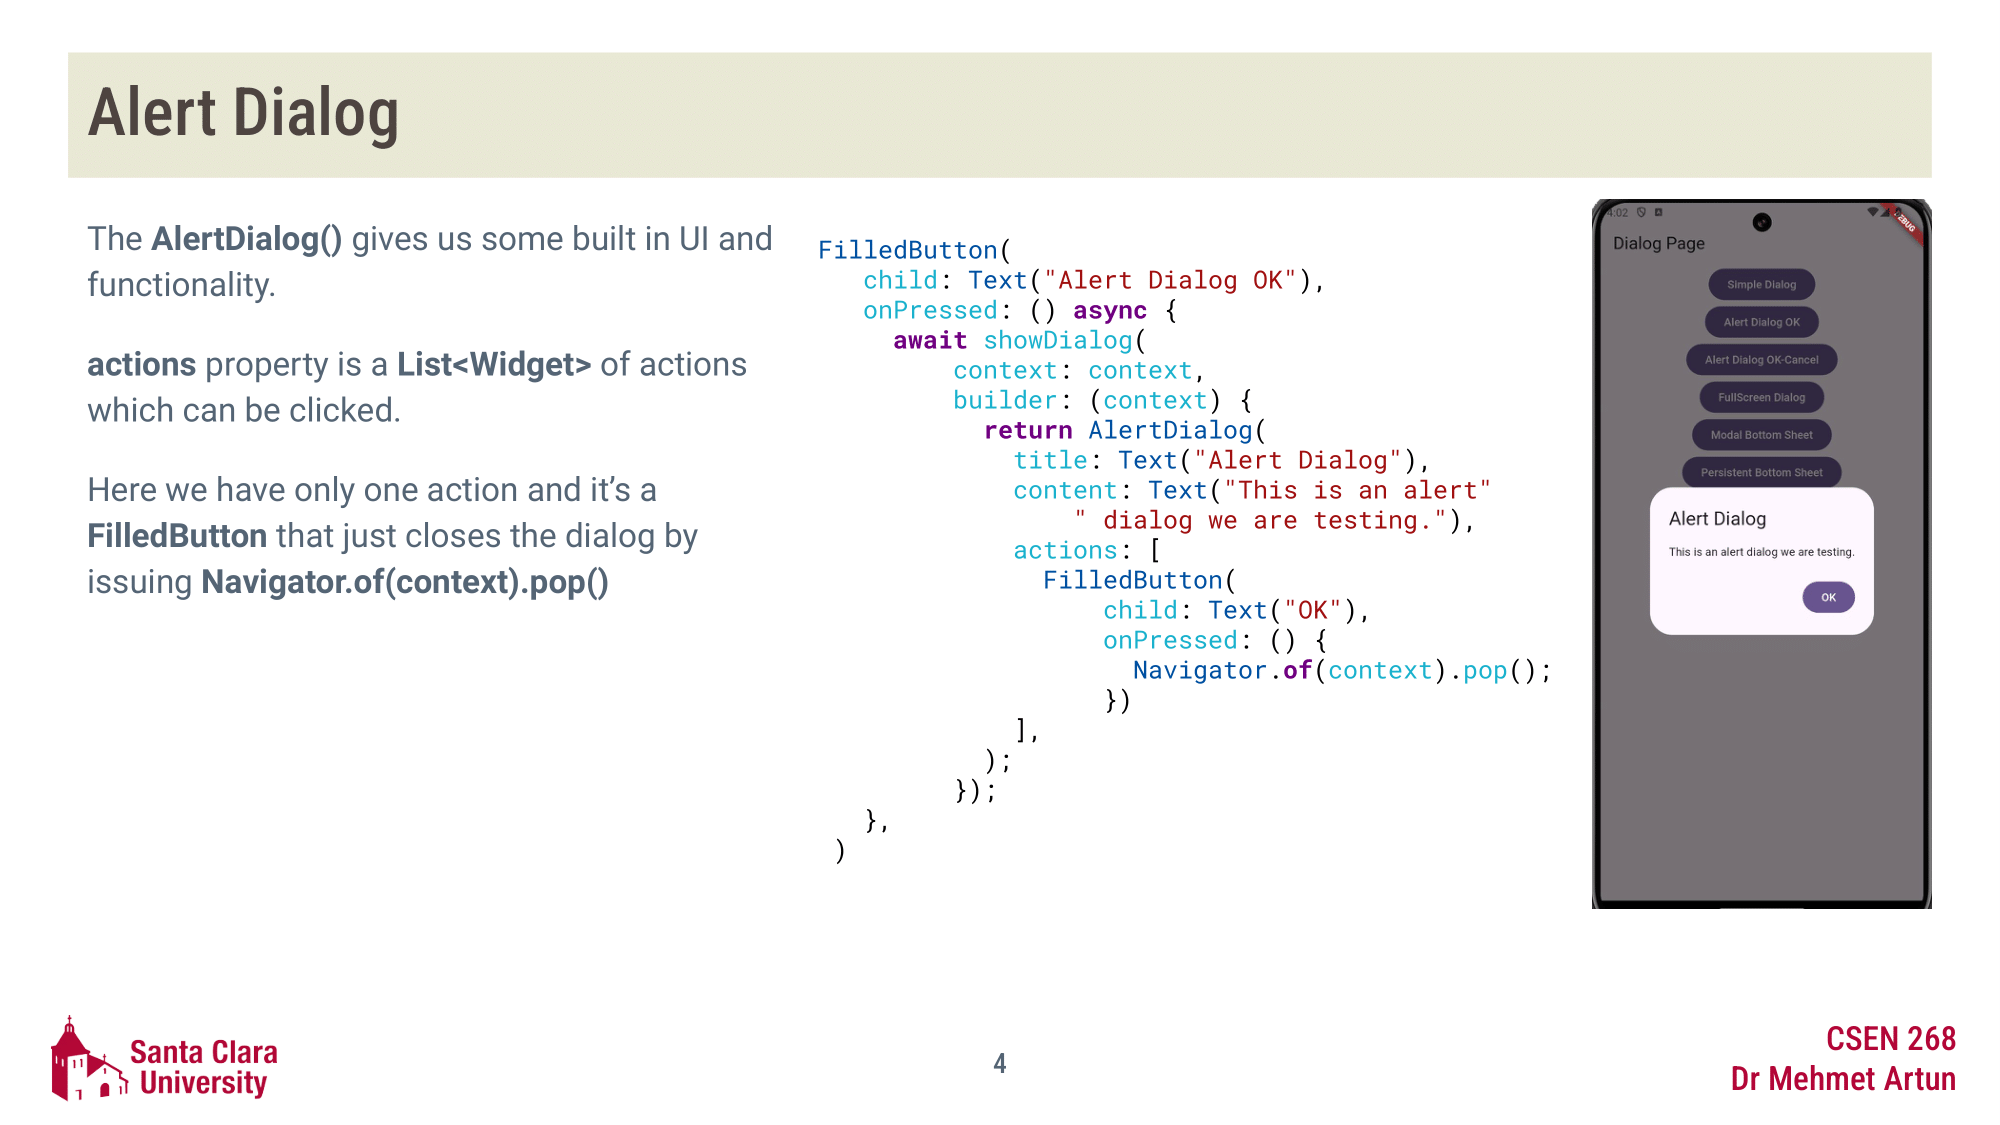 Alert Dialog
The AlertDialog() gives us some built in UI and
functionality.
actions property is a List<Widget> of actions
which can be clicked.
Here we have only one action and it’s a
FilledButton that just closes the dialog by
issuing Navigator.of(context).pop()
FilledButton(
   child: Text("Alert Dialog OK"),
   onPressed: () async {
     await showDialog(
         context: context,
         builder: (context) {
           return AlertDialog(
             title: Text("Alert Dialog"),
             content: Text("This is an alert"
                 " dialog we are testing."),
             actions: [
               FilledButton(
                   child: Text("OK"),
                   onPressed: () {
                     Navigator.of(context).pop();
                   })
             ],
           );
         });
   },
 )
4:02
Dialog Page
Simple Dialog
Alert Dialog OK
Alert Dialog OK-Cancel
FullScreen Dialog
Modal Bottom Sheet
Persistent Bottom Sheet
Alert Dialog
This is an alert dialog we are testing.
OK
Santa Clara
University
4
CSEN 268
Dr Mehmet Artun